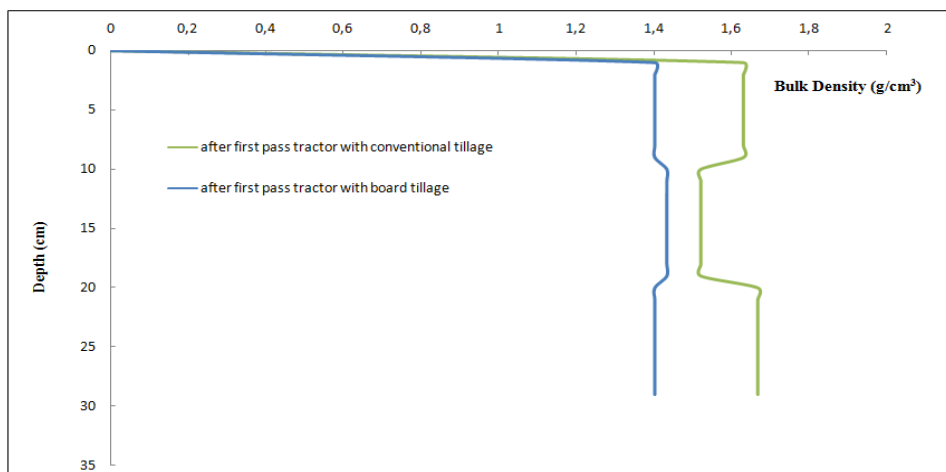 0 0,2 0,4 0,6 0,8 1 1,2 1,4 1,6 1,8 2
0
Bulk Density (g/cm³)
5
after first pass tractor with conventional tillage
10
after first pass tractor with board tillage
15
Depth (cm)
20
25
30
35